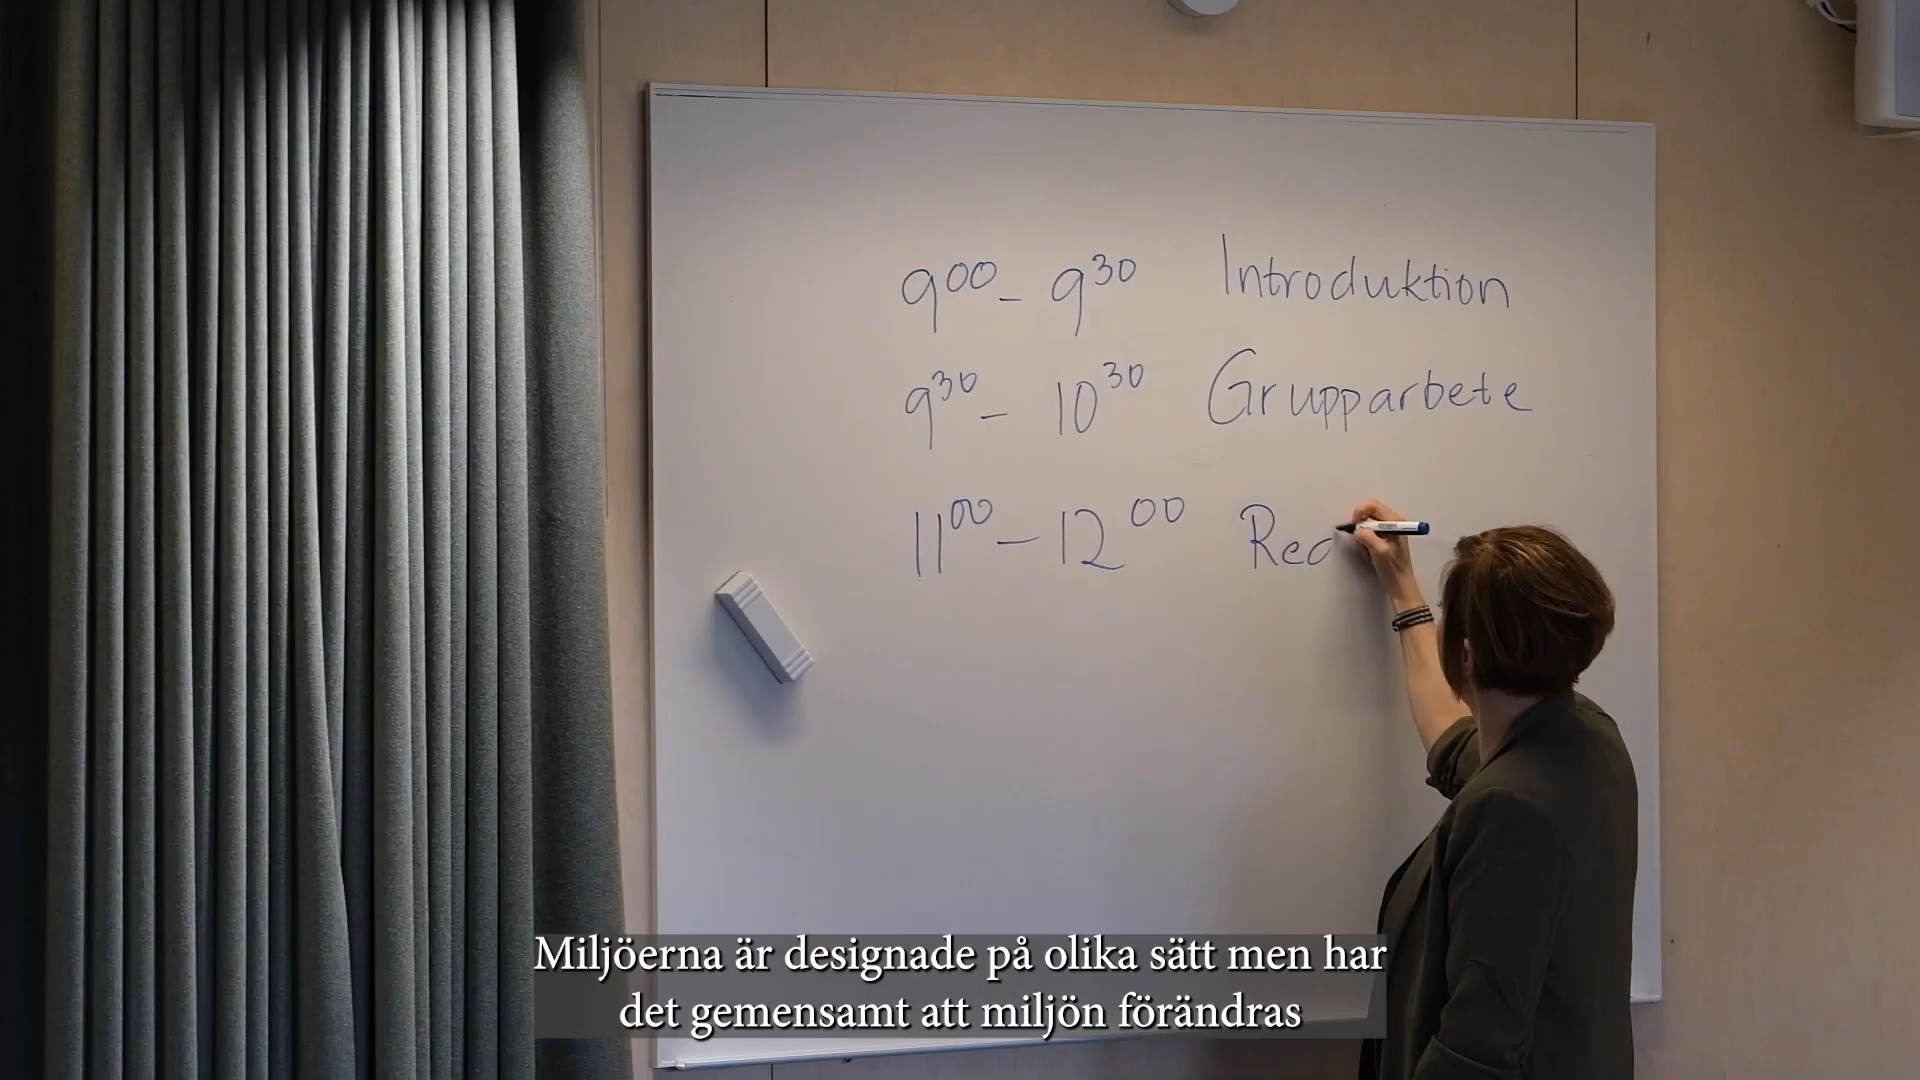 9⁰⁰ - 9³⁰ Introduktion
9³⁰ - 10³⁰ Grupparbete
11⁰⁰ - 12⁰⁰ Red
Miljöerna är designade på olika sätt men har
det gemensamt att miljön förändras